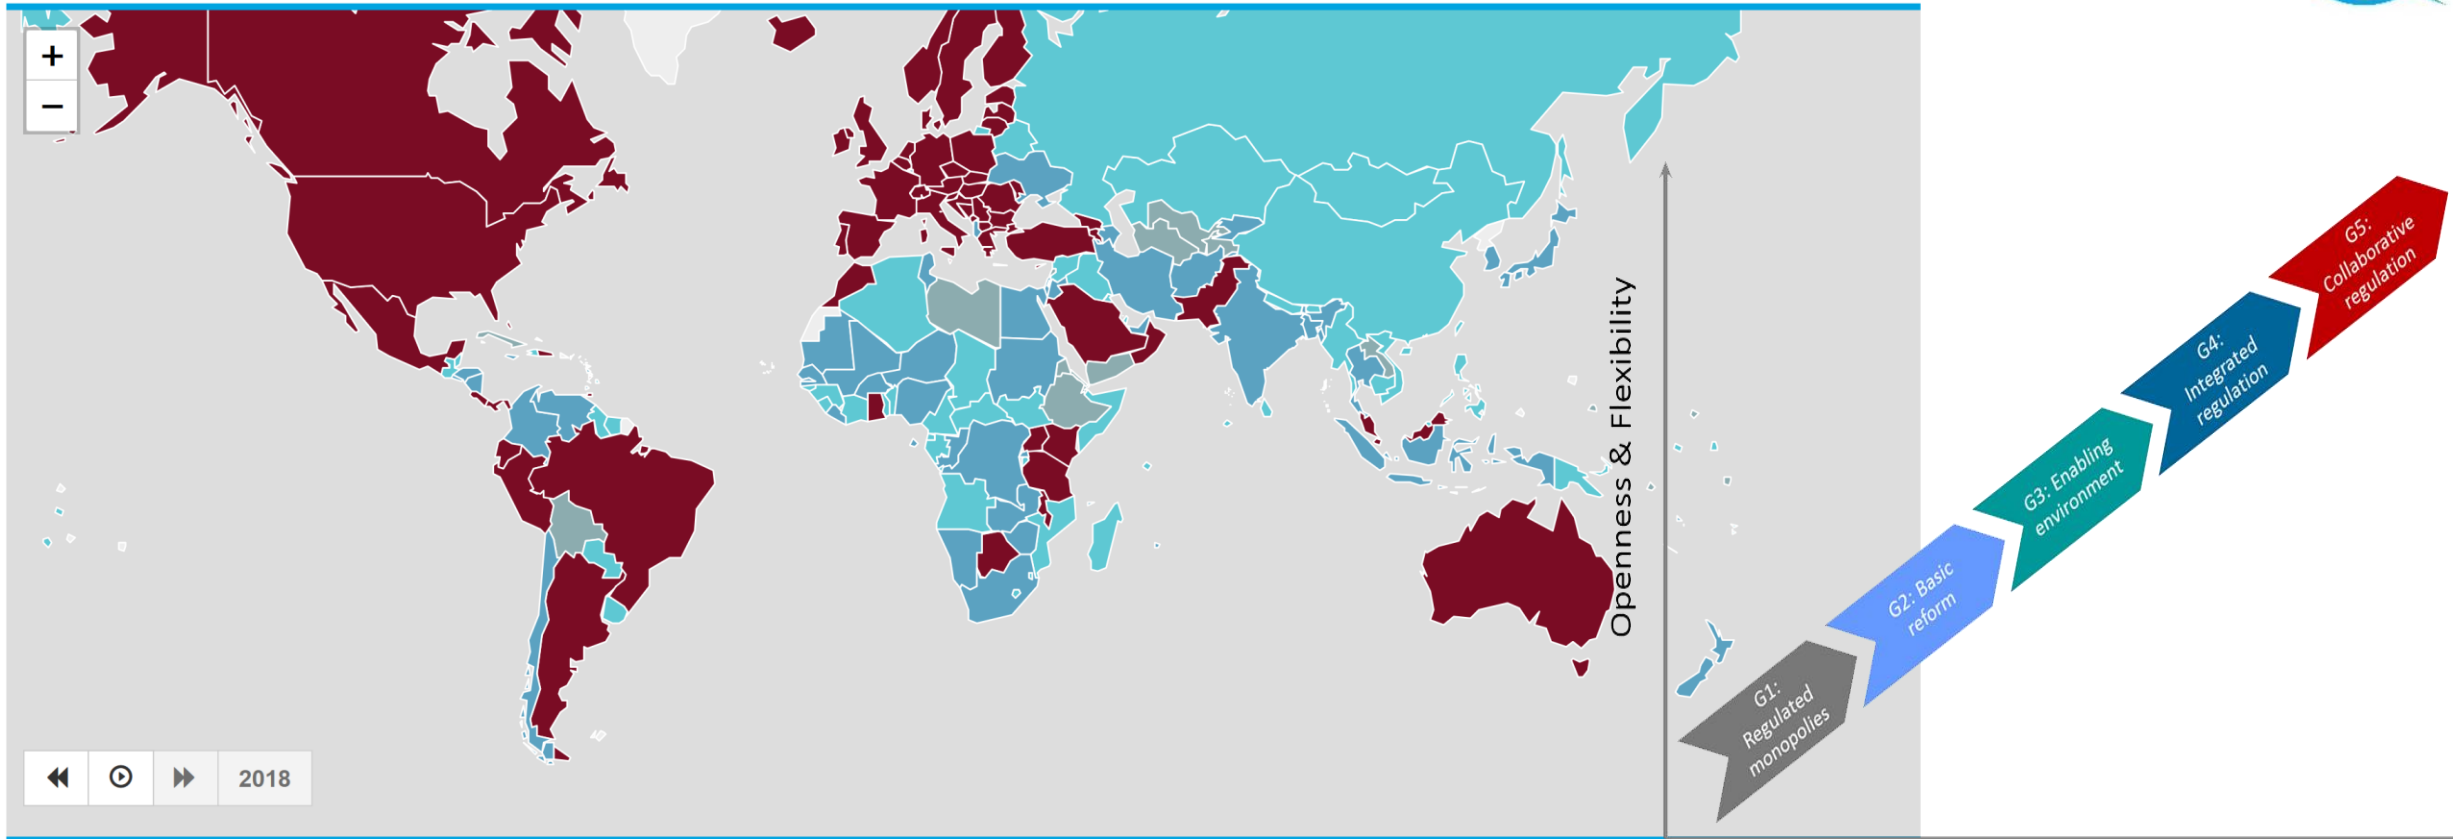 +
−
2018
Openness & Flexibility
G1:
Regulated
monopolies
G2: Basic
reform
G3: Enabling
environment
G4:
Integrated
regulation
G5:
Collaborative
regulation